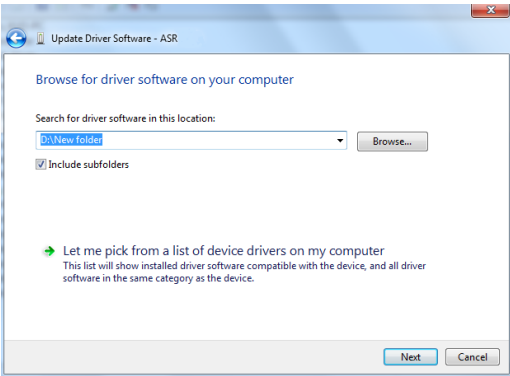 Update Driver Software - ASR
Browse for driver software on your computer
Search for driver software in this location:
D:\New folder
Browse...
Include subfolders
Let me pick from a list of device drivers on my computer
This list will show installed driver software compatible with the device, and all driver
software in the same category as the device.
Next Cancel